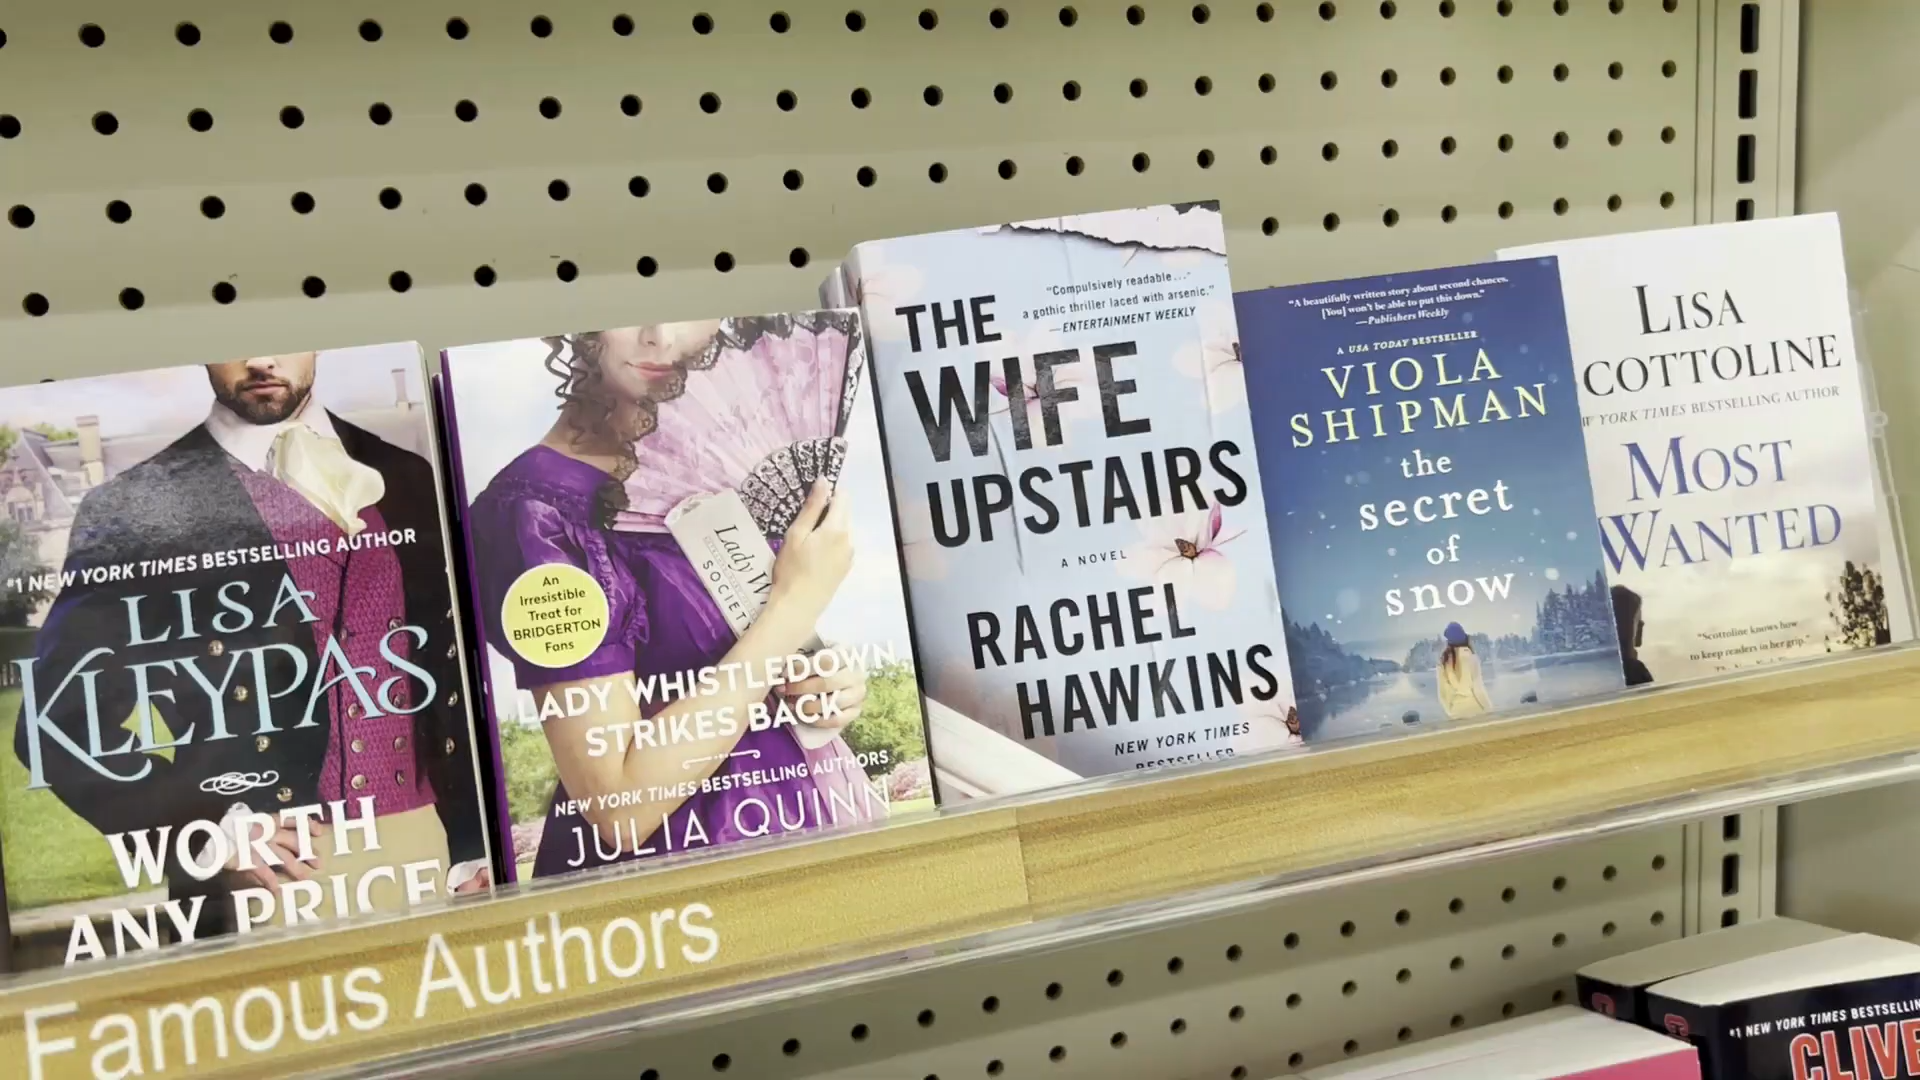 #1 NEW YORK TIMES BESTSELLING AUTHOR
LISA
KLEYPAS
WORTH
ANY PRICE
An
Irresistible
Treat for
BRIDGERTON
Fans
Lady W
SOCIET
LADY WHISTLEDOWN
STRIKES BACK
NEW YORK TIMES BESTSELLING AUTHORS
JULIA QUINN
"Compulsively readable...
a gothic thriller laced with arsenic."
—ENTERTAINMENT WEEKLY
THE
WIFE
UPSTAIRS
A NOVEL
RACHEL
HAWKINS
NEW YORK TIMES
BESTSELLER
"A beautifully written story about second chances.
[You] won't be able to put this down."
—Publishers Weekly
A USA TODAY BESTSELLER
VIOLA
SHIPMAN
the
secret
of
snow
LISA
COTTOLINE
YORK TIMES BESTSELLING AUTHOR
MOST
WANTED
"Scottoline knows how
to keep readers in her grip."
Famous Authors
#1 NEW YORK TIMES BESTSELLIN
CLIVE